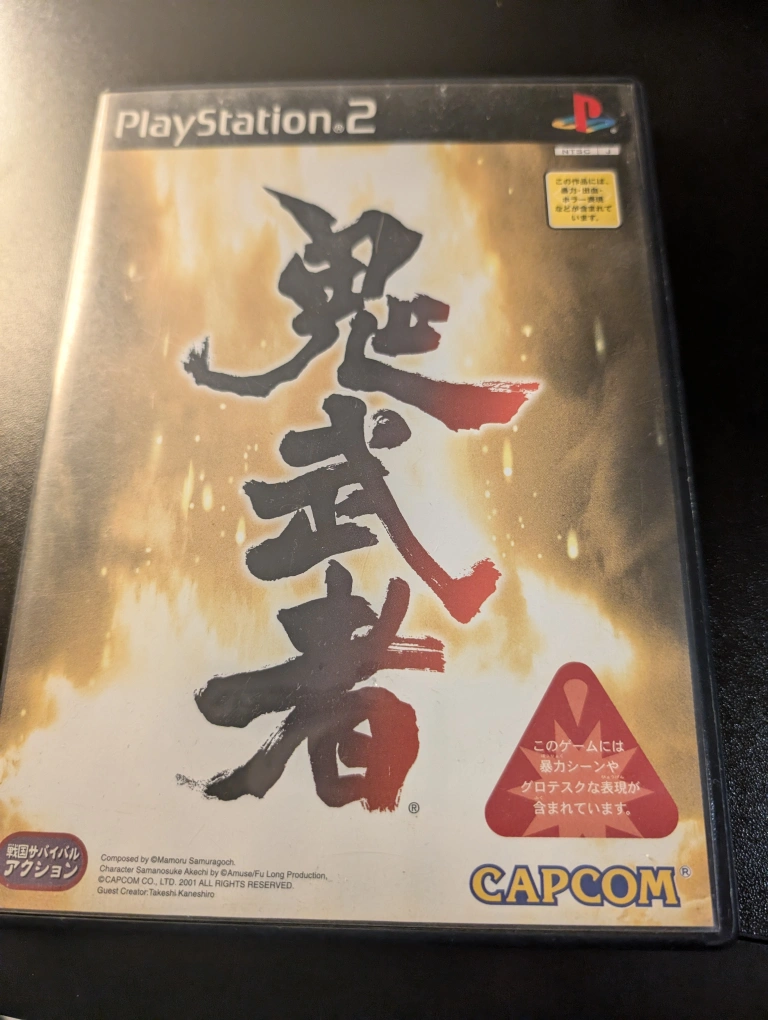 PlayStation®2
NTSC J
この作品には、
暴力・出血・
ホラー表現
などが含まれて
います。
鬼武者®
このゲームには
暴力シーンや
グロテスクな表現が
含まれています。
戦国サバイバル
アクション
Composed by ©Mamoru Samuragoch.
Character Samanosuke Akechi by ©Amuse/Fu Long Production,
©CAPCOM CO., LTD. 2001 ALL RIGHTS RESERVED.
Guest Creator:Takeshi Kaneshiro
CAPCOM®